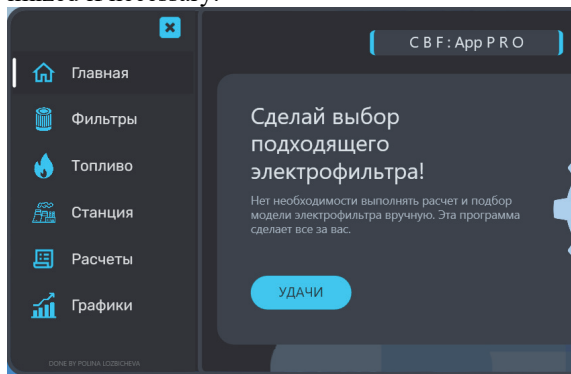 C B F : App P R O
Главная
Фильтры
Топливо
Станция
Расчеты
Графики
DONE BY POLINA LOZBICHEVA
Сделай выбор
подходящего
электрофильтра!
Нет необходимости выполнять расчет и подбор
модели электрофильтра вручную. Эта программа
сделает все за вас.
УДАЧИ